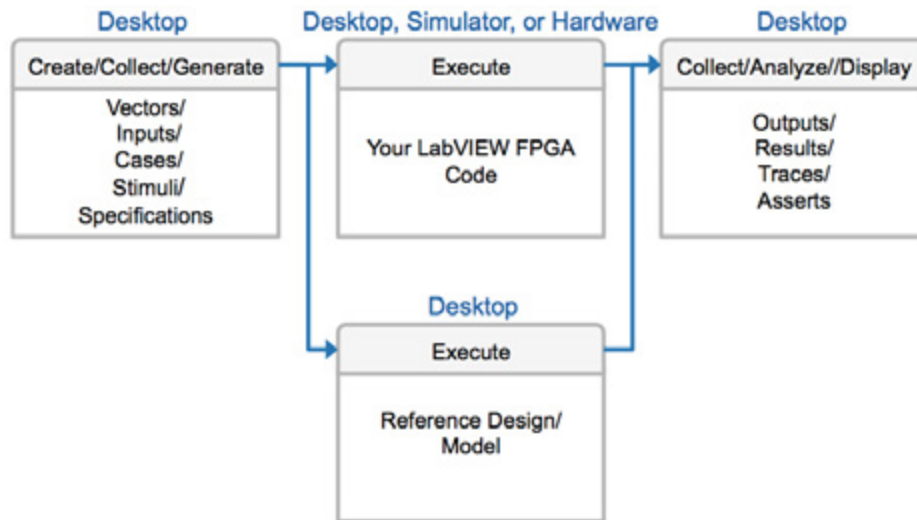 Desktop
Create/Collect/Generate
Vectors/
Inputs/
Cases/
Stimuli/
Specifications
Desktop, Simulator, or Hardware
Execute
Your LabVIEW FPGA
Code
Desktop
Collect/Analyze//Display
Outputs/
Results/
Traces/
Asserts
Desktop
Execute
Reference Design/
Model